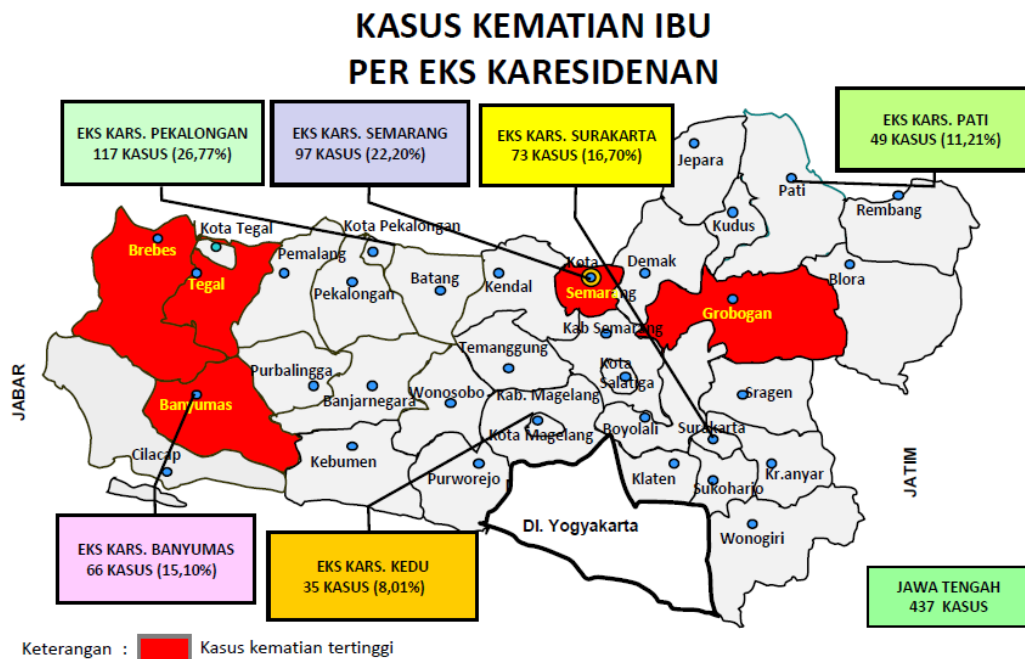 KASUS KEMATIAN IBU
PER EKS KARESIDENAN
EKS KARS. PEKALONGAN
117 KASUS (26,77%)
EKS KARS. SEMARANG
97 KASUS (22,20%)
EKS KARS. SURAKARTA
73 KASUS (16,70%)
EKS KARS. PATI
49 KASUS (11,21%)
Jepara
Pati
Rembang
Kudus
Brebes
Kota Tegal
Kota Pekalongan
Pemalang
Tegal
Pekalongan
Batang
Kendal
Kota
Semarang
Demak
Blora
Grobogan
Kab Semarang
Temanggung
Kota
Salatiga
Purbalingga
Banjarnegara
Wonosobo
Kab. Magelang
Sragen
JABAR
Banyumas
Kota Magelang
Boyolali
Surakarta
Cilacap
Kebumen
Purworejo
Klaten
Sukoharjo
Kr.anyar
JATIM
DI. Yogyakarta
Wonogiri
EKS KARS. BANYUMAS
66 KASUS (15,10%)
EKS KARS. KEDU
35 KASUS (8,01%)
JAWA TENGAH
437 KASUS
Keterangan : Kasus kematian tertinggi